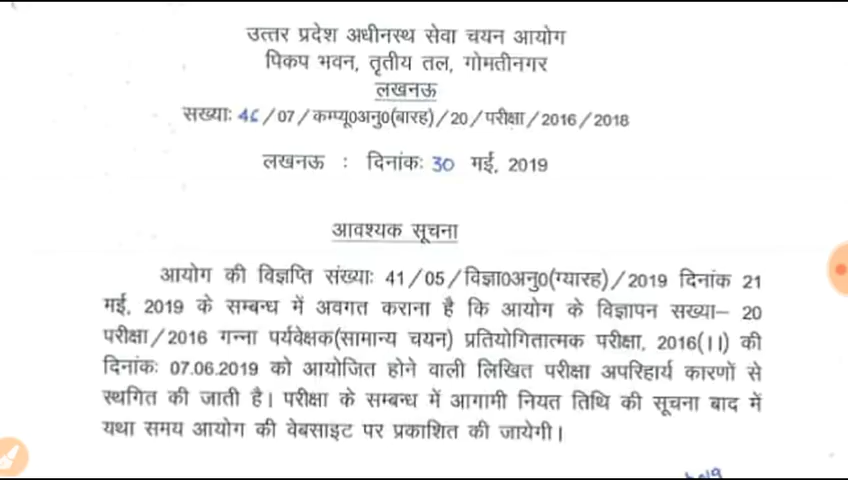 उत्तर प्रदेश अधीनस्थ सेवा चयन आयोग
पिकप भवन, तृतीय तल, गोमतीनगर
लखनऊ
सख्याः 46/07/कम्प्यू0अनु0(बारह)/20/परीक्षा/2016/2018
लखनऊ : दिनांकः 30 मई, 2019
आवश्यक सूचना
आयोग की विज्ञप्ति संख्याः 41/05/विज्ञा0अनु0(ग्यारह)/2019 दिनांक 21
मई, 2019 के सम्बन्ध में अवगत कराना है कि आयोग के विज्ञापन सख्या– 20
परीक्षा/2016 गन्ना पर्यवेक्षक(सामान्य चयन) प्रतियोगितात्मक परीक्षा, 2016(।।) की
दिनांकः 07.06.2019 को आयोजित होने वाली लिखित परीक्षा अपरिहार्य कारणों से
स्थगित की जाती है। परीक्षा के सम्बन्ध में आगामी नियत तिथि की सूचना बाद में
यथा समय आयोग की वेबसाइट पर प्रकाशित की जायेगी।